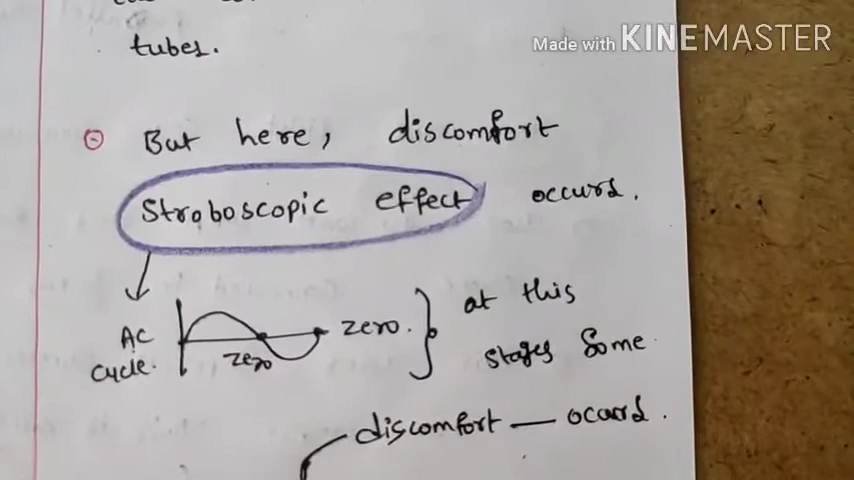 Made with KINEMASTER
tubes.
But here, discomfort
Stroboscopic effect occurs.
AC cycle.
zero
zero.
at this
stages some
discomfort — occurd.